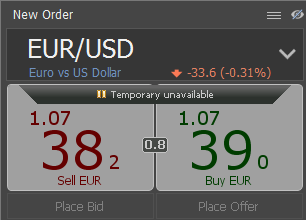 New Order
EUR/USD
Euro vs US Dollar
-33.6 (-0.31%)
Temporary unavailable
1.07
38 2
Sell EUR
0.8
1.07
39 0
Buy EUR
Place Bid
Place Offer